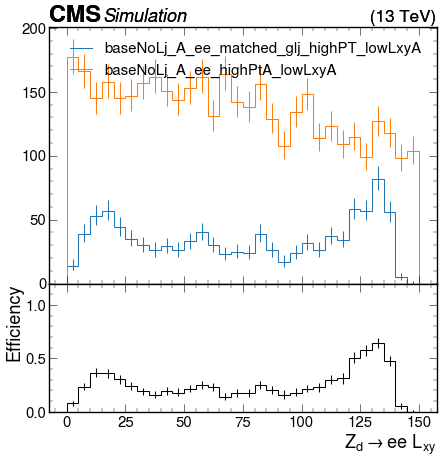 CMS Simulation (13 TeV)
200
baseNoLj_A_ee_matched_glj_highPT_lowLxyA
baseNoLj_A_ee_highPtA_lowLxyA
150
100
50
0
Efficiency
1.0
0.5
0.0
0 25 50 75 100 125 150
Z_d → ee L_xy